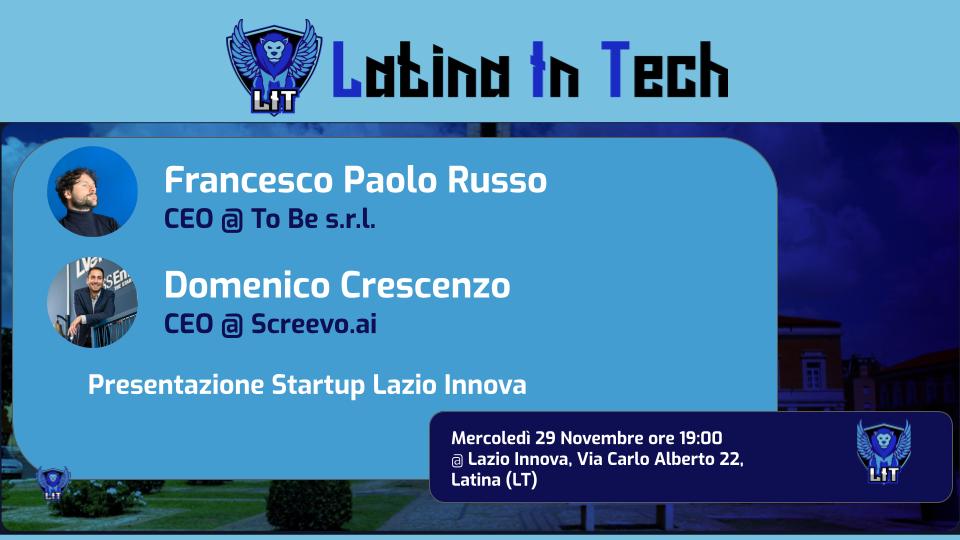 LIT
Latina In Tech
Francesco Paolo Russo
CEO @ To Be s.r.l.
Domenico Crescenzo
CEO @ Screevo.ai
Presentazione Startup Lazio Innova
Mercoledì 29 Novembre ore 19:00
@ Lazio Innova, Via Carlo Alberto 22,
Latina (LT)
LIT
LIT